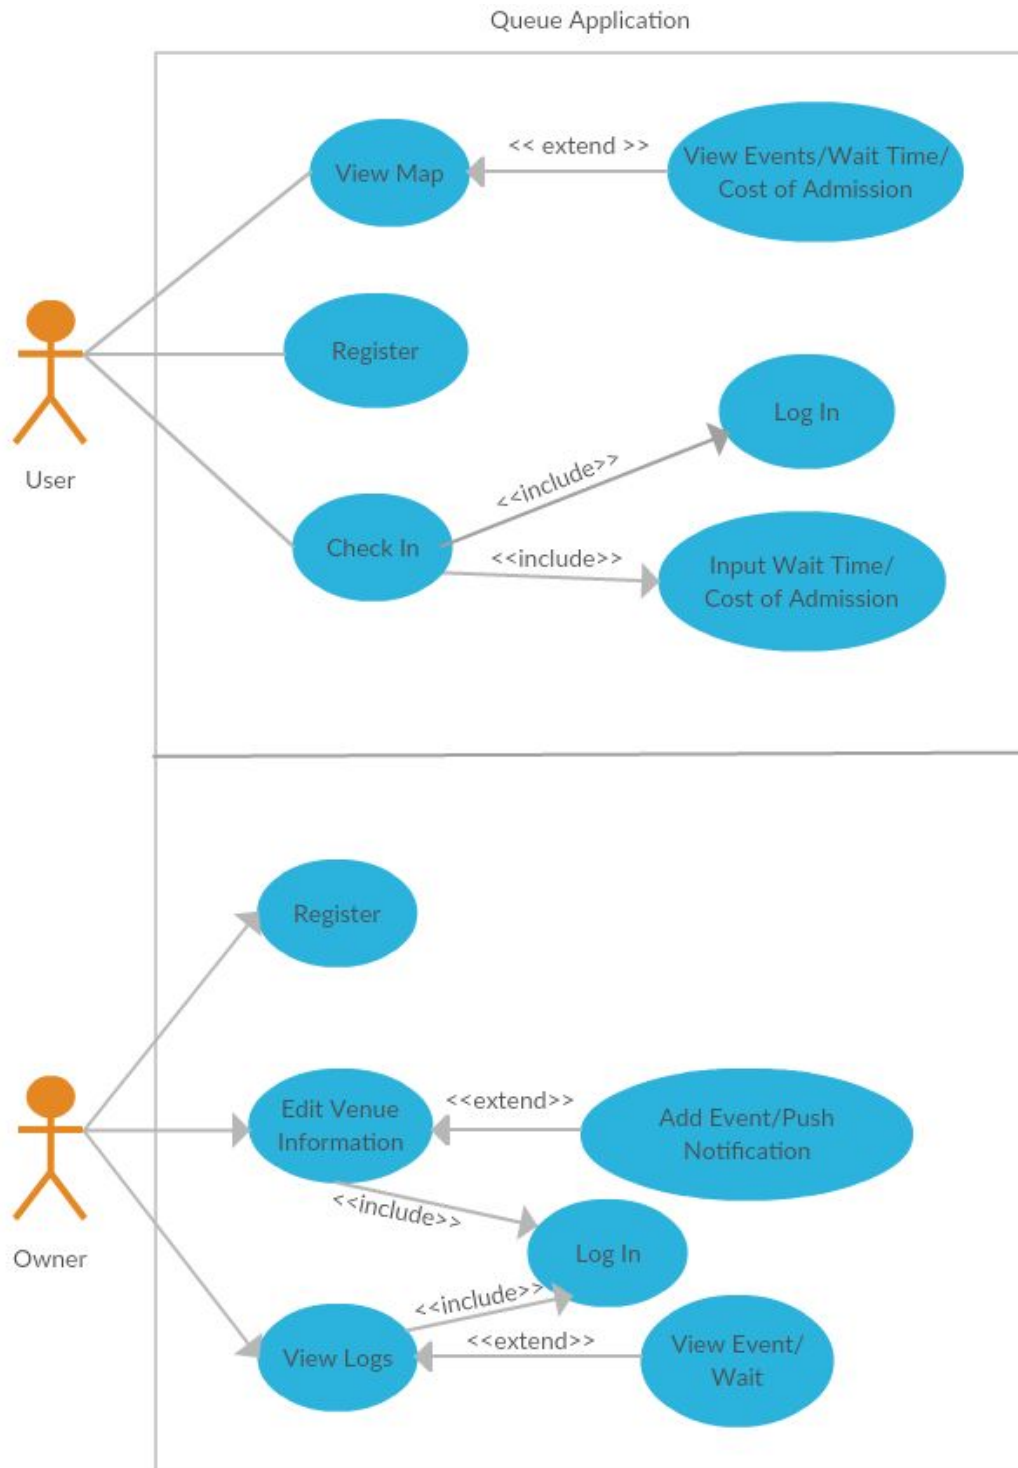 Queue Application
View Map
<< extend >>
View Events/Wait Time/
Cost of Admission
Register
Log In
User
<<include>>
Check In
<<include>>
Input Wait Time/
Cost of Admission
Register
Edit Venue
Information
<<extend>>
Add Event/Push
Notification
<<include>>
Owner
Log In
<<include>>
View Logs
<<extend>>
View Event/
Wait